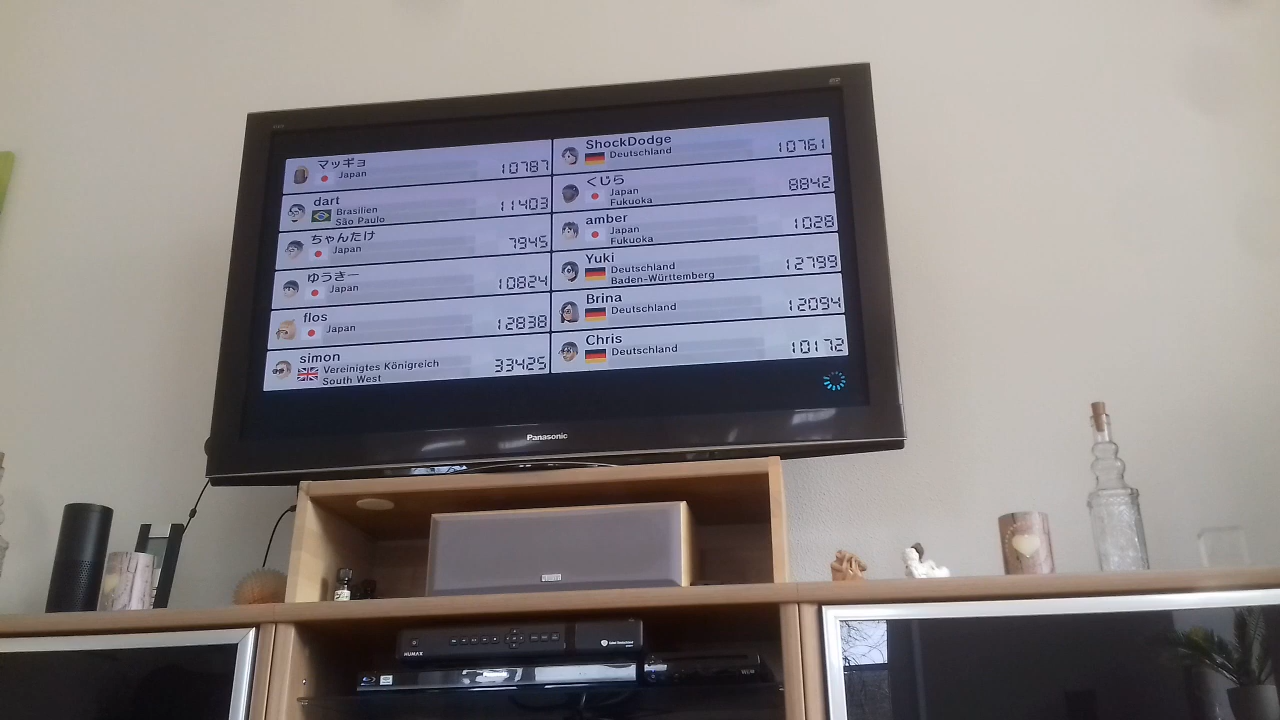 マッギョ
Japan
10787
dart
Brasilien
São Paulo
11403
ちゃんたけ
Japan
7945
ゆうきー
Japan
10824
flos
Japan
12838
simon
Vereinigtes Königreich
South West
33425
ShockDodge
Deutschland
10761
くじら
Japan
Fukuoka
8842
amber
Japan
Fukuoka
1028
Yuki
Deutschland
Baden-Württemberg
12799
Brina
Deutschland
12094
Chris
Deutschland
10172
Panasonic
HUMAX